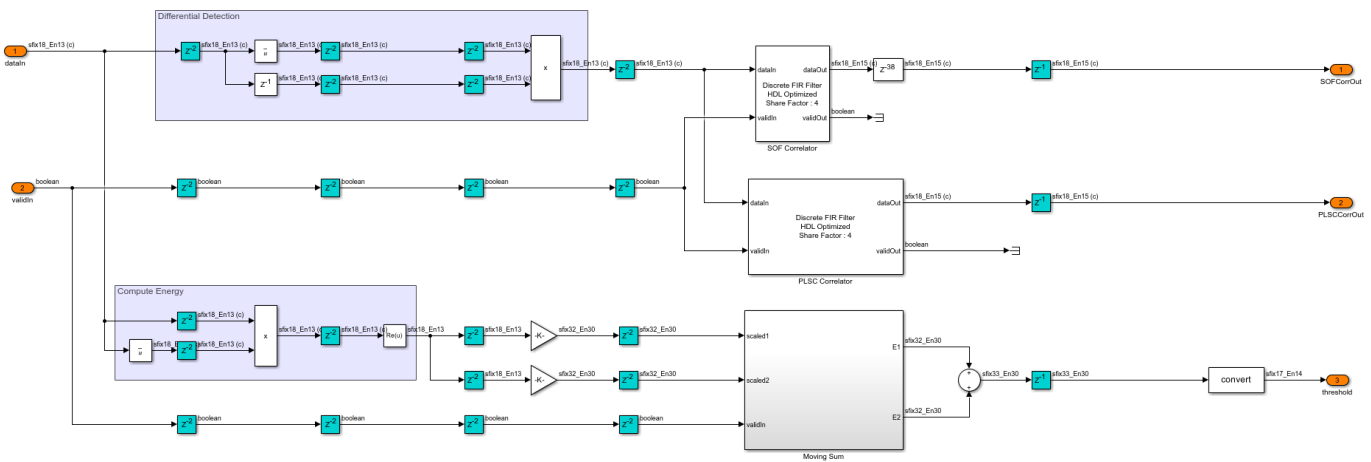 Differential Detection
1
sfix18_En13 (c)
dataIn
Z-2
sfix18_En13 (c)
Z-2
sfix18_En13 (c)
Z-2
sfix18_En13 (c)
Z-1
sfix18_En13 (c)
Z-2
sfix18_En13 (c)
Z-2
sfix18_En13 (c)
x
sfix18_En13 (c)
Z-2
sfix18_En13 (c)
dataIn
dataOut
Discrete FIR Filter
HDL Optimized
Share Factor : 4
validIn
validOut
SOF Correlator
sfix18_En15 (c)
Z-38
sfix18_En15 (c)
Z-1
sfix18_En15 (c)
1
SOFCorrOut
boolean
2
boolean
validIn
Z-2
boolean
Z-2
boolean
Z-2
boolean
Z-2
boolean
dataIn
dataOut
Discrete FIR Filter
HDL Optimized
Share Factor : 4
validIn
validOut
PLSC Correlator
sfix18_En15 (c)
Z-1
sfix18_En15 (c)
2
PLSCCorrOut
boolean
Compute Energy
Z-2
sfix18_En13 (c)
Z-2
sfix18_En13 (c)
x
sfix18_En13 (c)
Z-2
sfix18_En13 (c)
Re(u)
sfix18_En13
Z-2
sfix18_En13
-K-
sfix32_En30
Z-2
sfix32_En30
Z-2
sfix18_En13
-K-
sfix32_En30
Z-2
sfix32_En30
Z-2
boolean
Z-2
boolean
Z-2
boolean
Z-2
boolean
scaled1
scaled2
validIn
E1
E2
Moving Sum
sfix32_En30
sfix32_En30
+
+
sfix33_En30
Z-1
sfix33_En30
convert
sfix17_En14
3
threshold